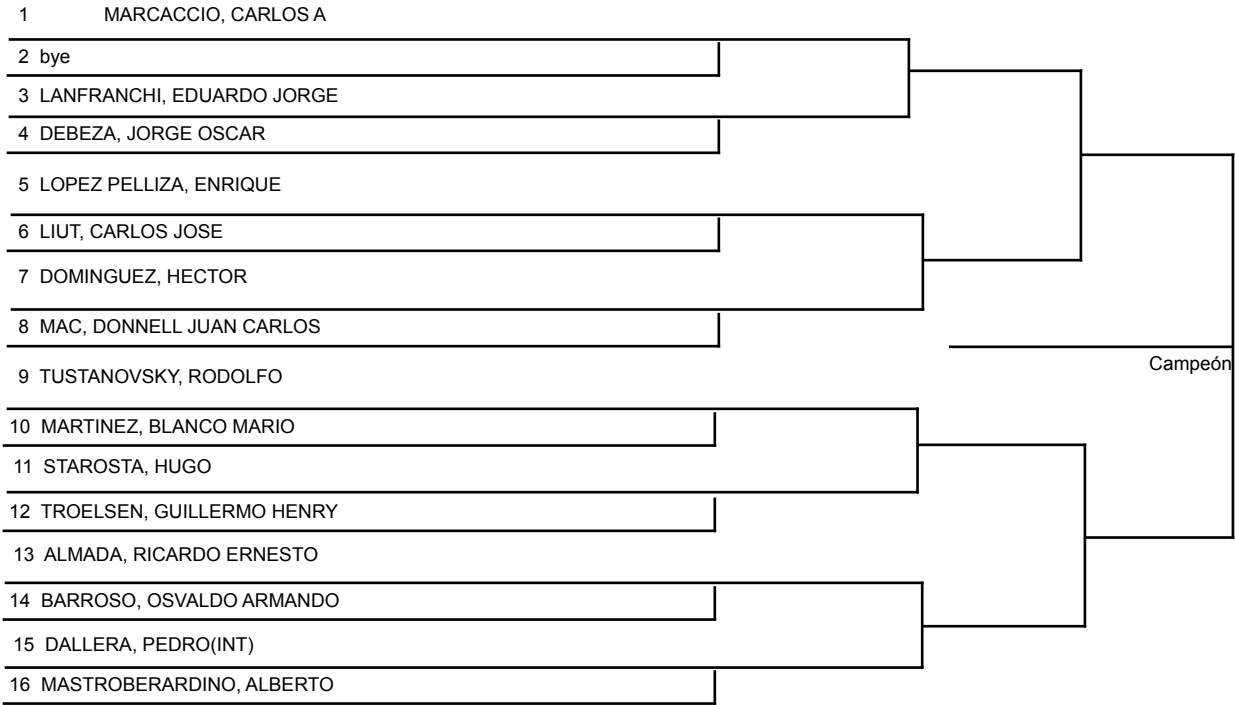 1 MARCACCIO, CARLOS A
2 bye
3 LANFRANCHI, EDUARDO JORGE
4 DEBEZA, JORGE OSCAR
5 LOPEZ PELLIZA, ENRIQUE
6 LIUT, CARLOS JOSE
7 DOMINGUEZ, HECTOR
8 MAC, DONNELL JUAN CARLOS
Campeón
9 TUSTANOVSKY, RODOLFO
10 MARTINEZ, BLANCO MARIO
11 STAROSTA, HUGO
12 TROELSEN, GUILLERMO HENRY
13 ALMADA, RICARDO ERNESTO
14 BARROSO, OSVALDO ARMANDO
15 DALLERA, PEDRO(INT)
16 MASTROBERARDINO, ALBERTO